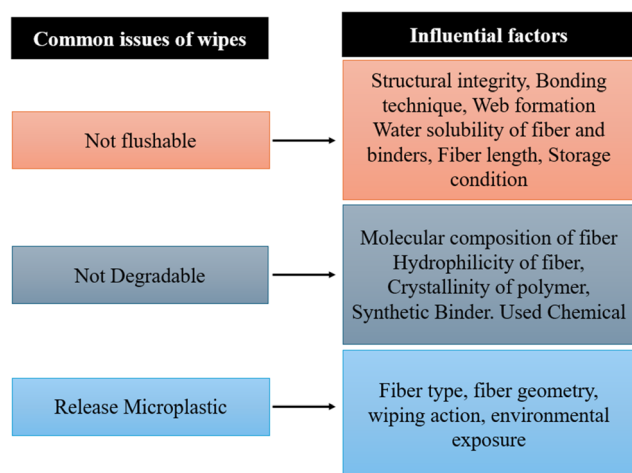 Common issues of wipes
Influential factors
Not flushable
Structural integrity, Bonding
technique, Web formation
Water solubility of fiber and
binders, Fiber length, Storage
condition
Not Degradable
Molecular composition of fiber
Hydrophilicity of fiber,
Crystallinity of polymer,
Synthetic Binder. Used Chemical
Release Microplastic
Fiber type, fiber geometry,
wiping action, environmental
exposure